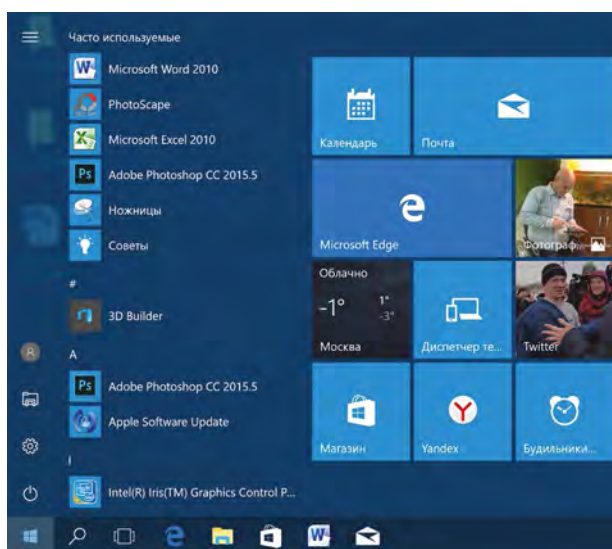 Часто используемые
Microsoft Word 2010
PhotoScape
Microsoft Excel 2010
Adobe Photoshop CC 2015.5
Ножницы
Советы
#
3D Builder
A
Adobe Photoshop CC 2015.5
Apple Software Update
I
Intel(R) Iris(TM) Graphics Control P...
Календарь
Почта
Microsoft Edge
Фотограф...
Облачно
-1°
1°
-3°
Москва
Диспетчер те...
Twitter
Магазин
Yandex
Будильники...